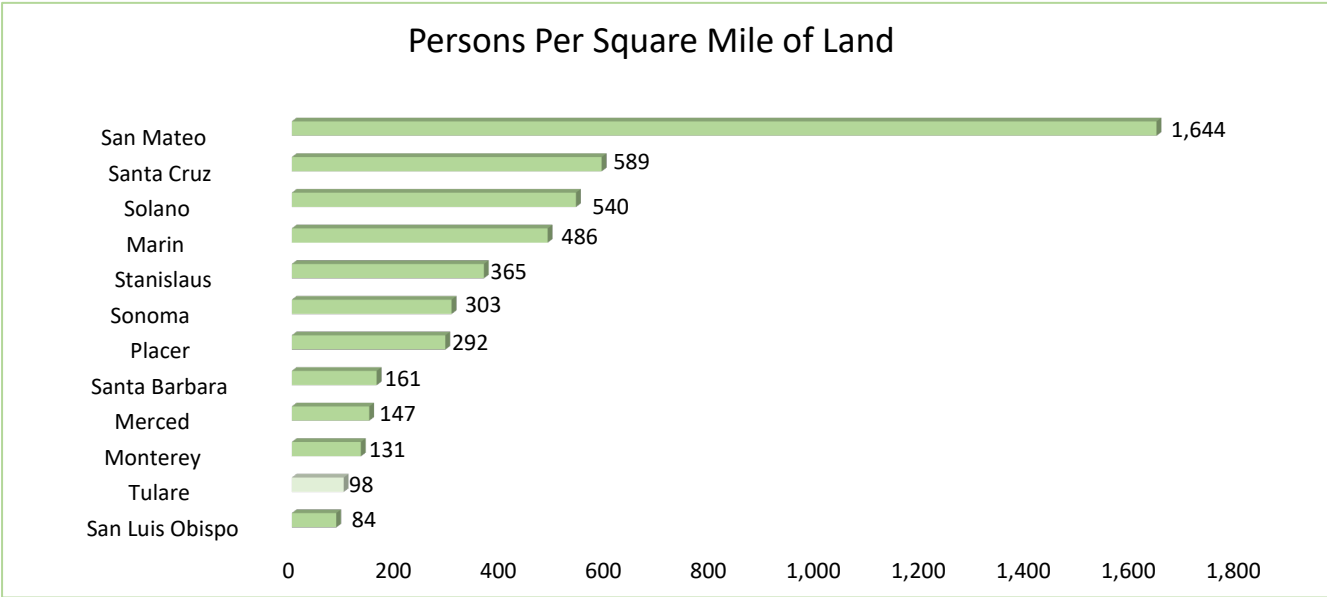 Persons Per Square Mile of Land
San Mateo 1,644
Santa Cruz 589
Solano 540
Marin 486
Stanislaus 365
Sonoma 303
Placer 292
Santa Barbara 161
Merced 147
Monterey 131
Tulare 98
San Luis Obispo 84
0 200 400 600 800 1,000 1,200 1,400 1,600 1,800